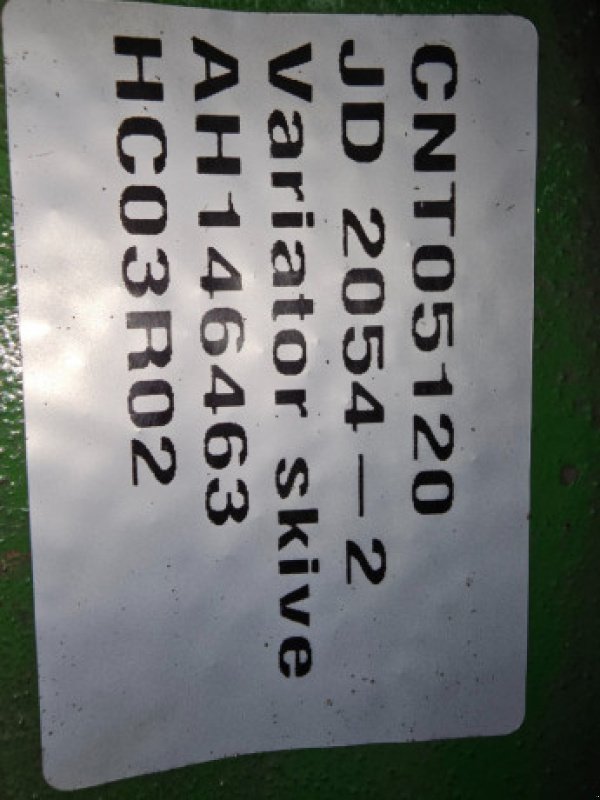 CNT05120
JD 2054-2
Variator skive
AH146463
HC03R02